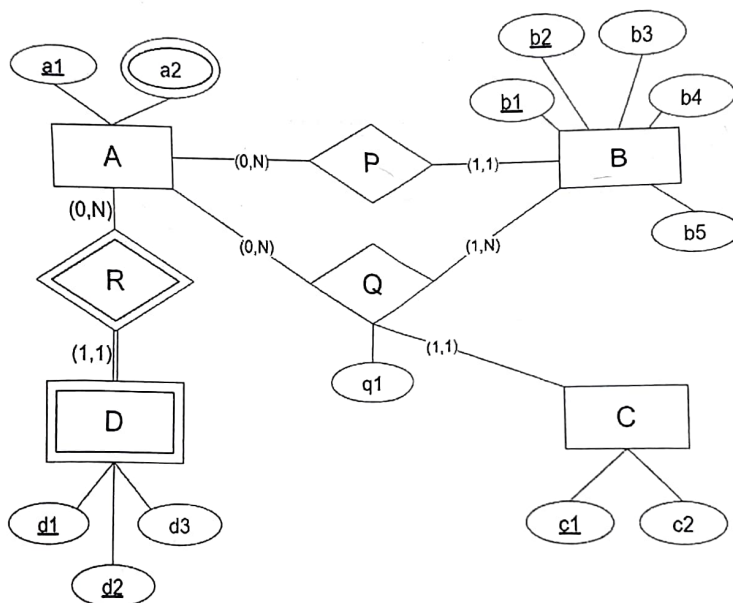 b2
b3
a1
a2
b1
b4
A
(0,N)
P
(1,1)
B
(0,N)
b5
(0,N)
(1,N)
R
Q
(1,1)
(1,1)
q1
D
C
d1
d3
c1
c2
d2